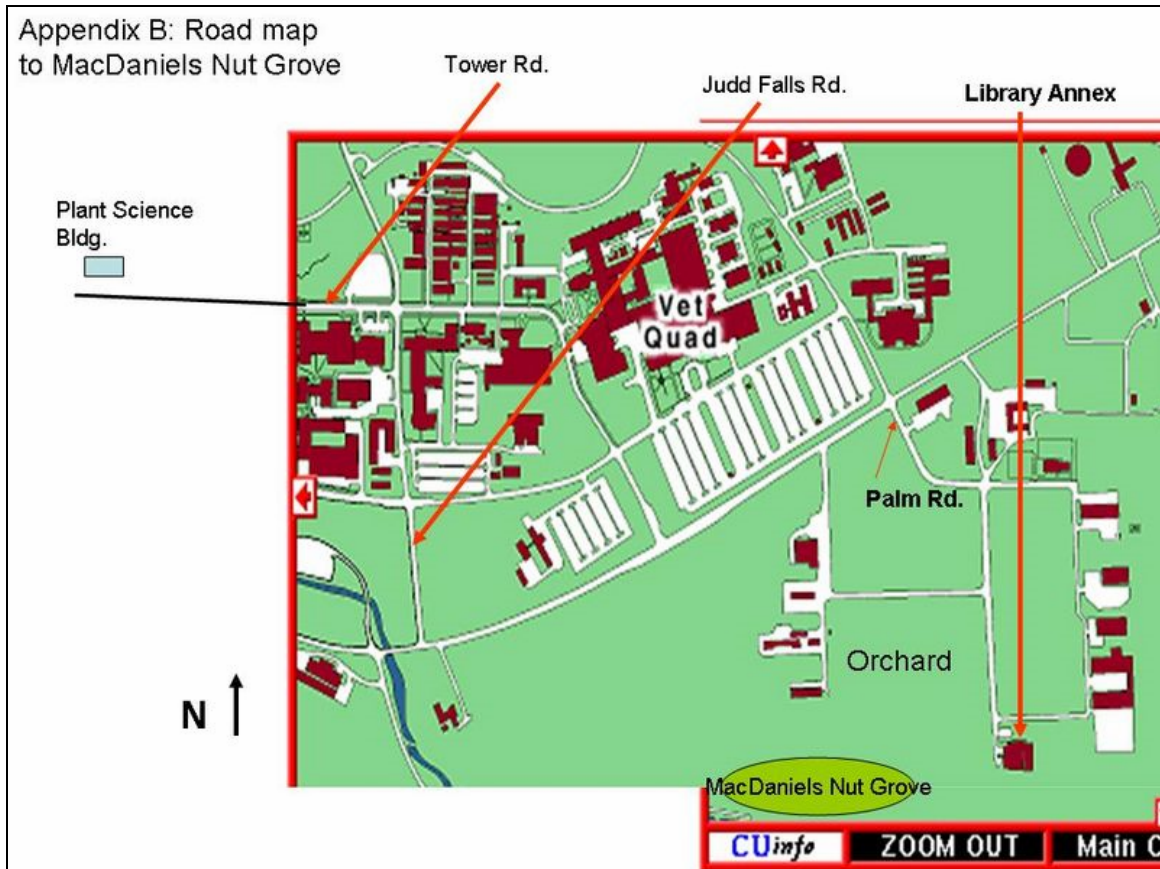 Appendix B: Road map
to MacDaniels Nut Grove
Tower Rd.
Judd Falls Rd.
Library Annex
Plant Science
Bldg.
Vet
Quad
Palm Rd.
Orchard
N
MacDaniels Nut Grove
CUinfo
ZOOM OUT
Main C